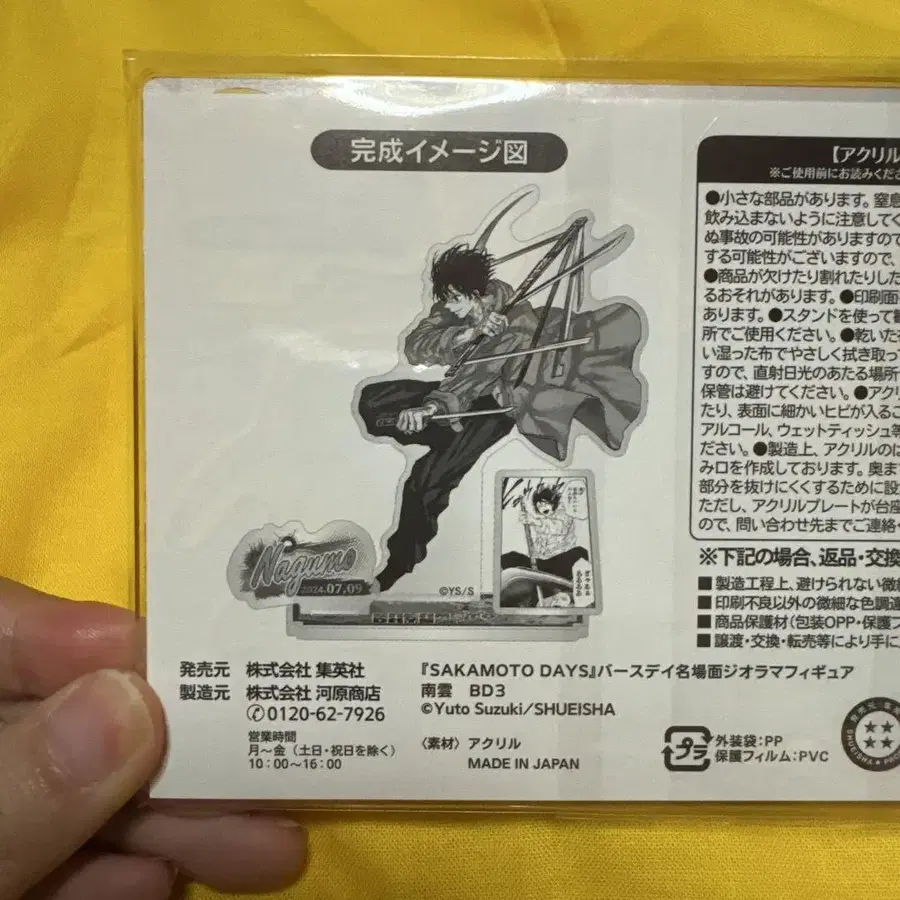 完成イメージ図
Nagumo
2024.07.09
©YS/S
【アクリル
※ご使用前にお読みくださ
●小さな部品があります。窒息
飲み込まないように注意してく
ぬ事故の可能性がありますので
する可能性がございますので、
●商品が欠けたり割れたりした
るおそれがあります。●印刷面
あります。●スタンドを使って
所でご使用ください。●乾いた
い湿った布でやさしく拭き取っ
すので、直射日光のあたる場所
保管は避けてください。●アクリ
たり、表面に細かいヒビが入るこ
アルコール、ウェットティッシュ等
ださい。●製造上、アクリルのは
み口を作成しております。奥ま
部分を抜けにくくするために設
ただし、アクリルプレートが台座
ので、問い合わせ先までご連絡
※下記の場合、返品・交換
■製造工程上、避けられない微細
■印刷不良以外の微細な色調
■商品保護材（包装OPP・保護フ
■譲渡・交換・転売等により手に
発売元 株式会社 集英社
製造元 株式会社 河原商店
✆0120-62-7926
営業時間
月〜金（土日・祝日を除く）
10：00〜16：00
『SAKAMOTO DAYS』バースデイ名場面ジオラマフィギュア
南雲 BD3
©Yuto Suzuki/SHUEISHA
〈素材〉アクリル
MADE IN JAPAN
プラ
外装袋：PP
保護フィルム：PVC